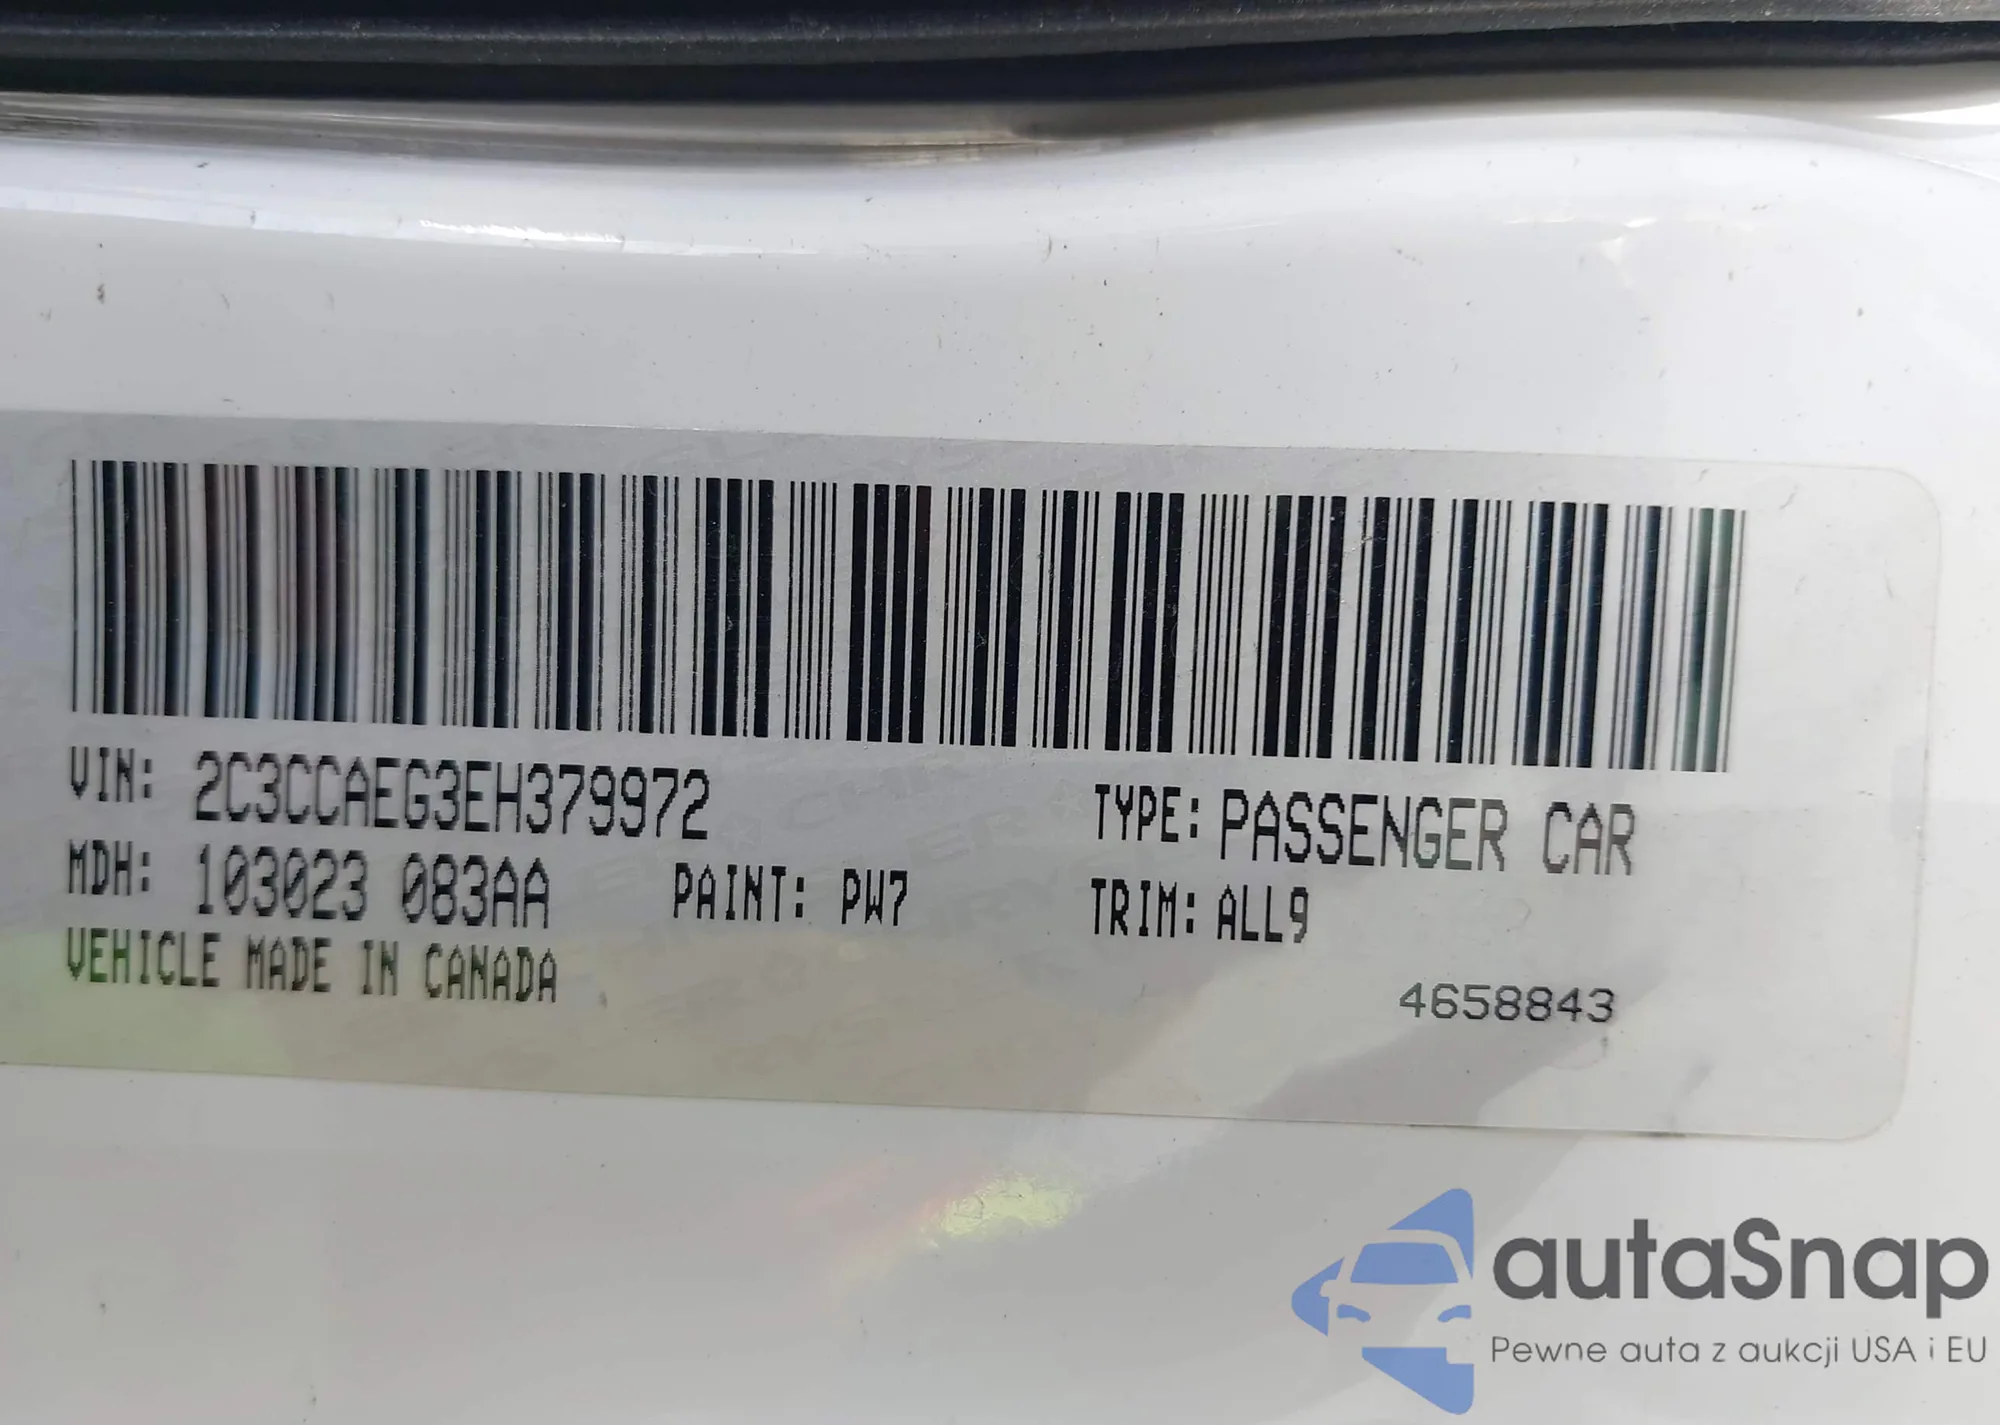 VIN: 2C3CCAEG3EH379972
TYPE: PASSENGER CAR
MDH: 103023 083AA
PAINT: PW7
TRIM: ALL9
VEHICLE MADE IN CANADA
4658843
autaSnap
Pewne auta z aukcji USA i EU